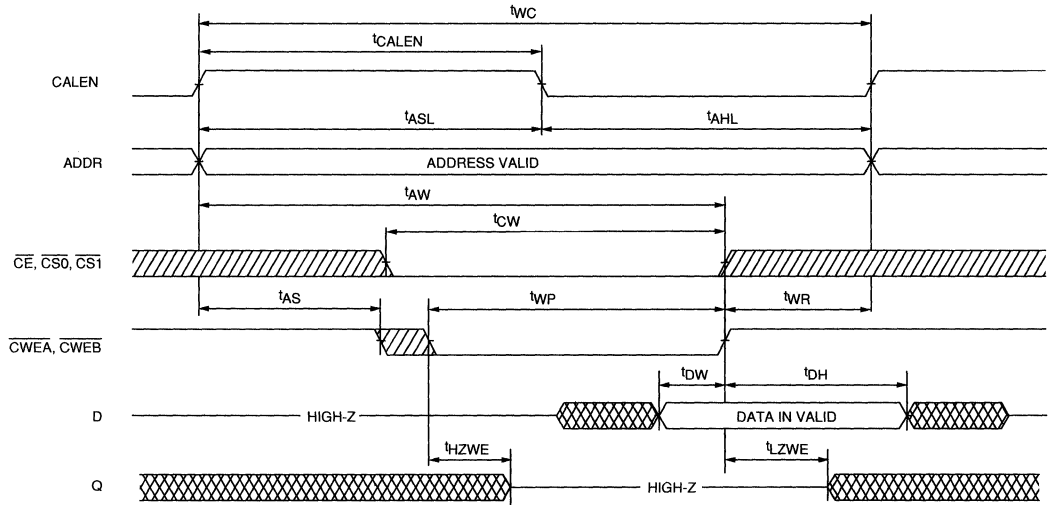 tWC
tCALEN
CALEN
tASL
tAHL
ADDR
ADDRESS VALID
tAW
tCW
CE, CS0, CS1
tAS
tWP
tWR
CWEA, CWEB
tDW
tDH
D
HIGH-Z
DATA IN VALID
tHZWE
tLZWE
Q
HIGH-Z